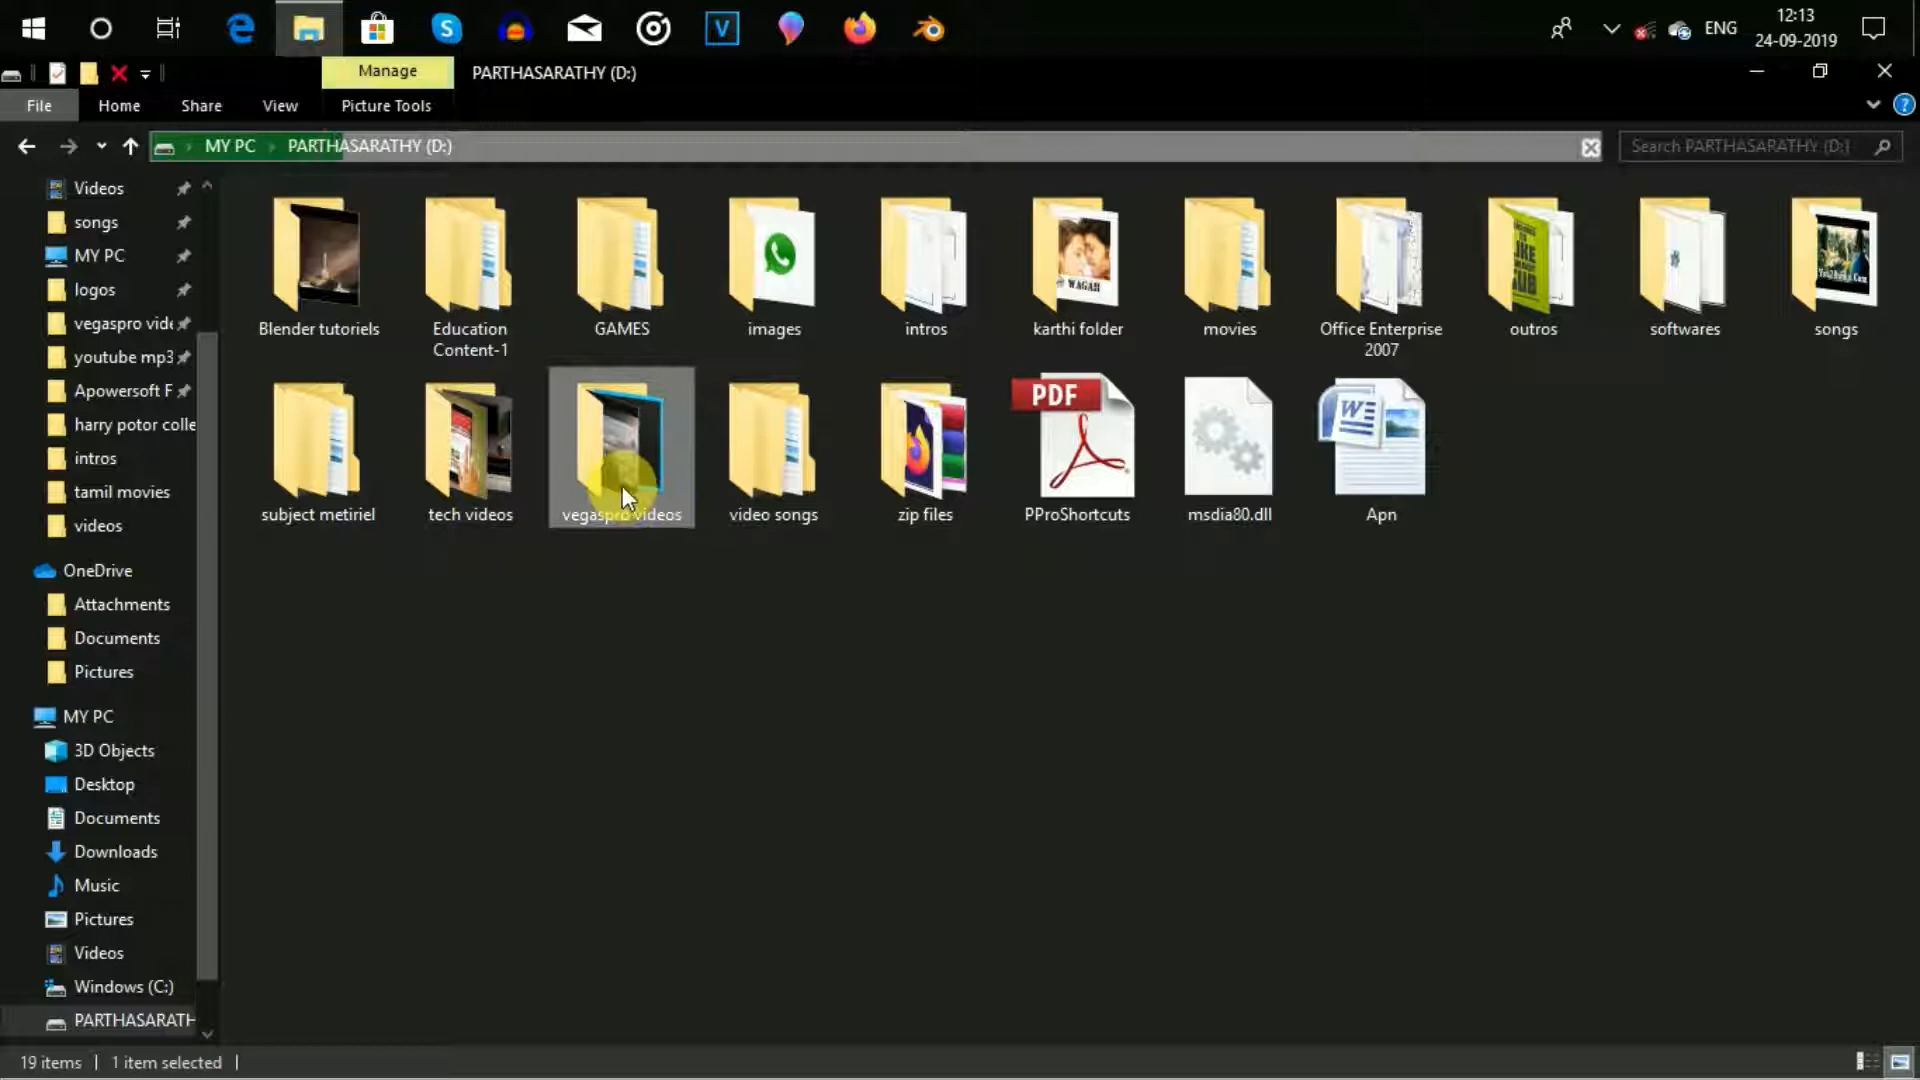 ENG
12:13
24-09-2019
Manage
PARTHASARATHY (D:)
File
Home
Share
View
Picture Tools
MY PC
PARTHASARATHY (D:)
Search PARTHASARATHY (D:)
Videos
songs
MY PC
logos
vegaspro vide
youtube mp3
Apowersoft F
harry potor colle
intros
tamil movies
videos
OneDrive
Attachments
Documents
Pictures
MY PC
3D Objects
Desktop
Documents
Downloads
Music
Pictures
Videos
Windows (C:)
PARTHASARATH
Blender tutoriels
Education
Content-1
GAMES
images
intros
WAGAH
karthi folder
movies
Office Enterprise
2007
outros
softwares
songs
subject metiriel
tech videos
vegaspro videos
video songs
zip files
PDF
PProShortcuts
msdia80.dll
W
Apn
19 items
1 item selected